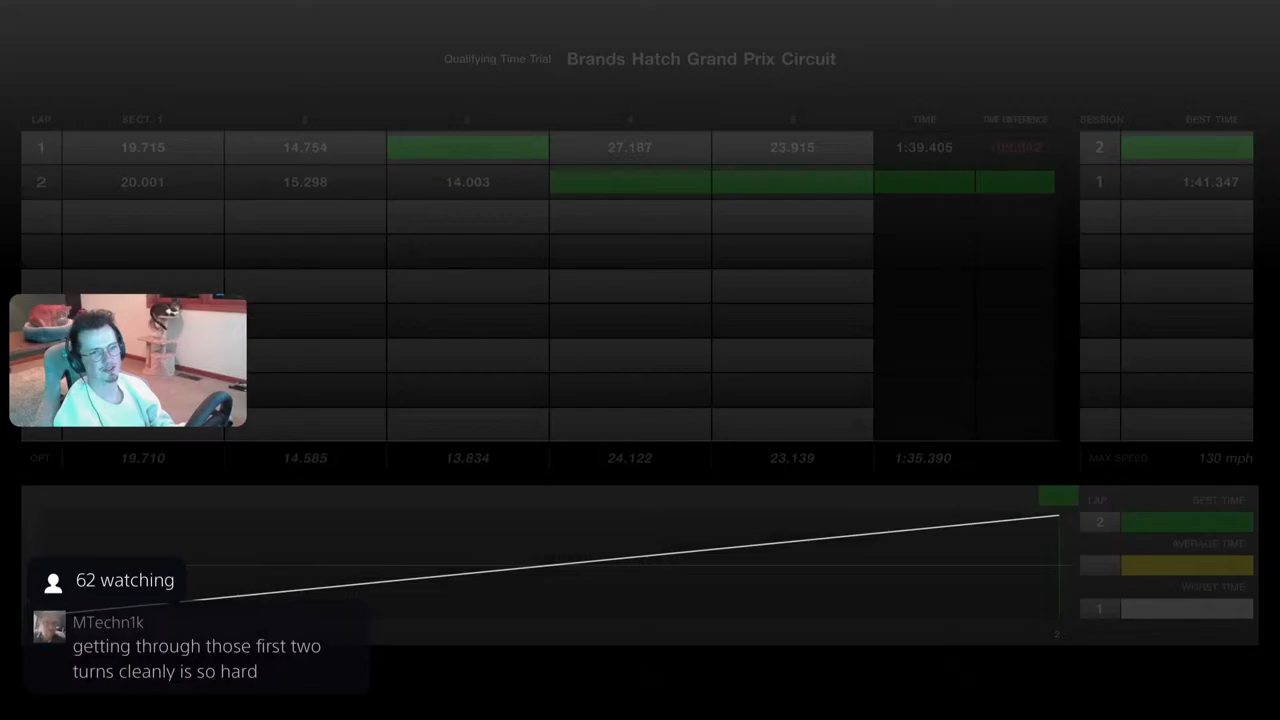 Qualifying Time Trial Brands Hatch Grand Prix Circuit
LAP SECT. 1 2 3 4 5 TIME TIME DIFFERENCE SESSION BEST TIME
1 19.715 14.754 27.187 23.915 1:39.405 2
2 20.001 15.298 14.003 1 1:41.347
OPT. 19.710 14.585 13.834 24.122 23.139 1:35.390 MAX SPEED 130 mph
LAP BEST TIME
2
AVERAGE TIME
WORST TIME
1
2
62 watching
MTechn1k
getting through those first two
turns cleanly is so hard